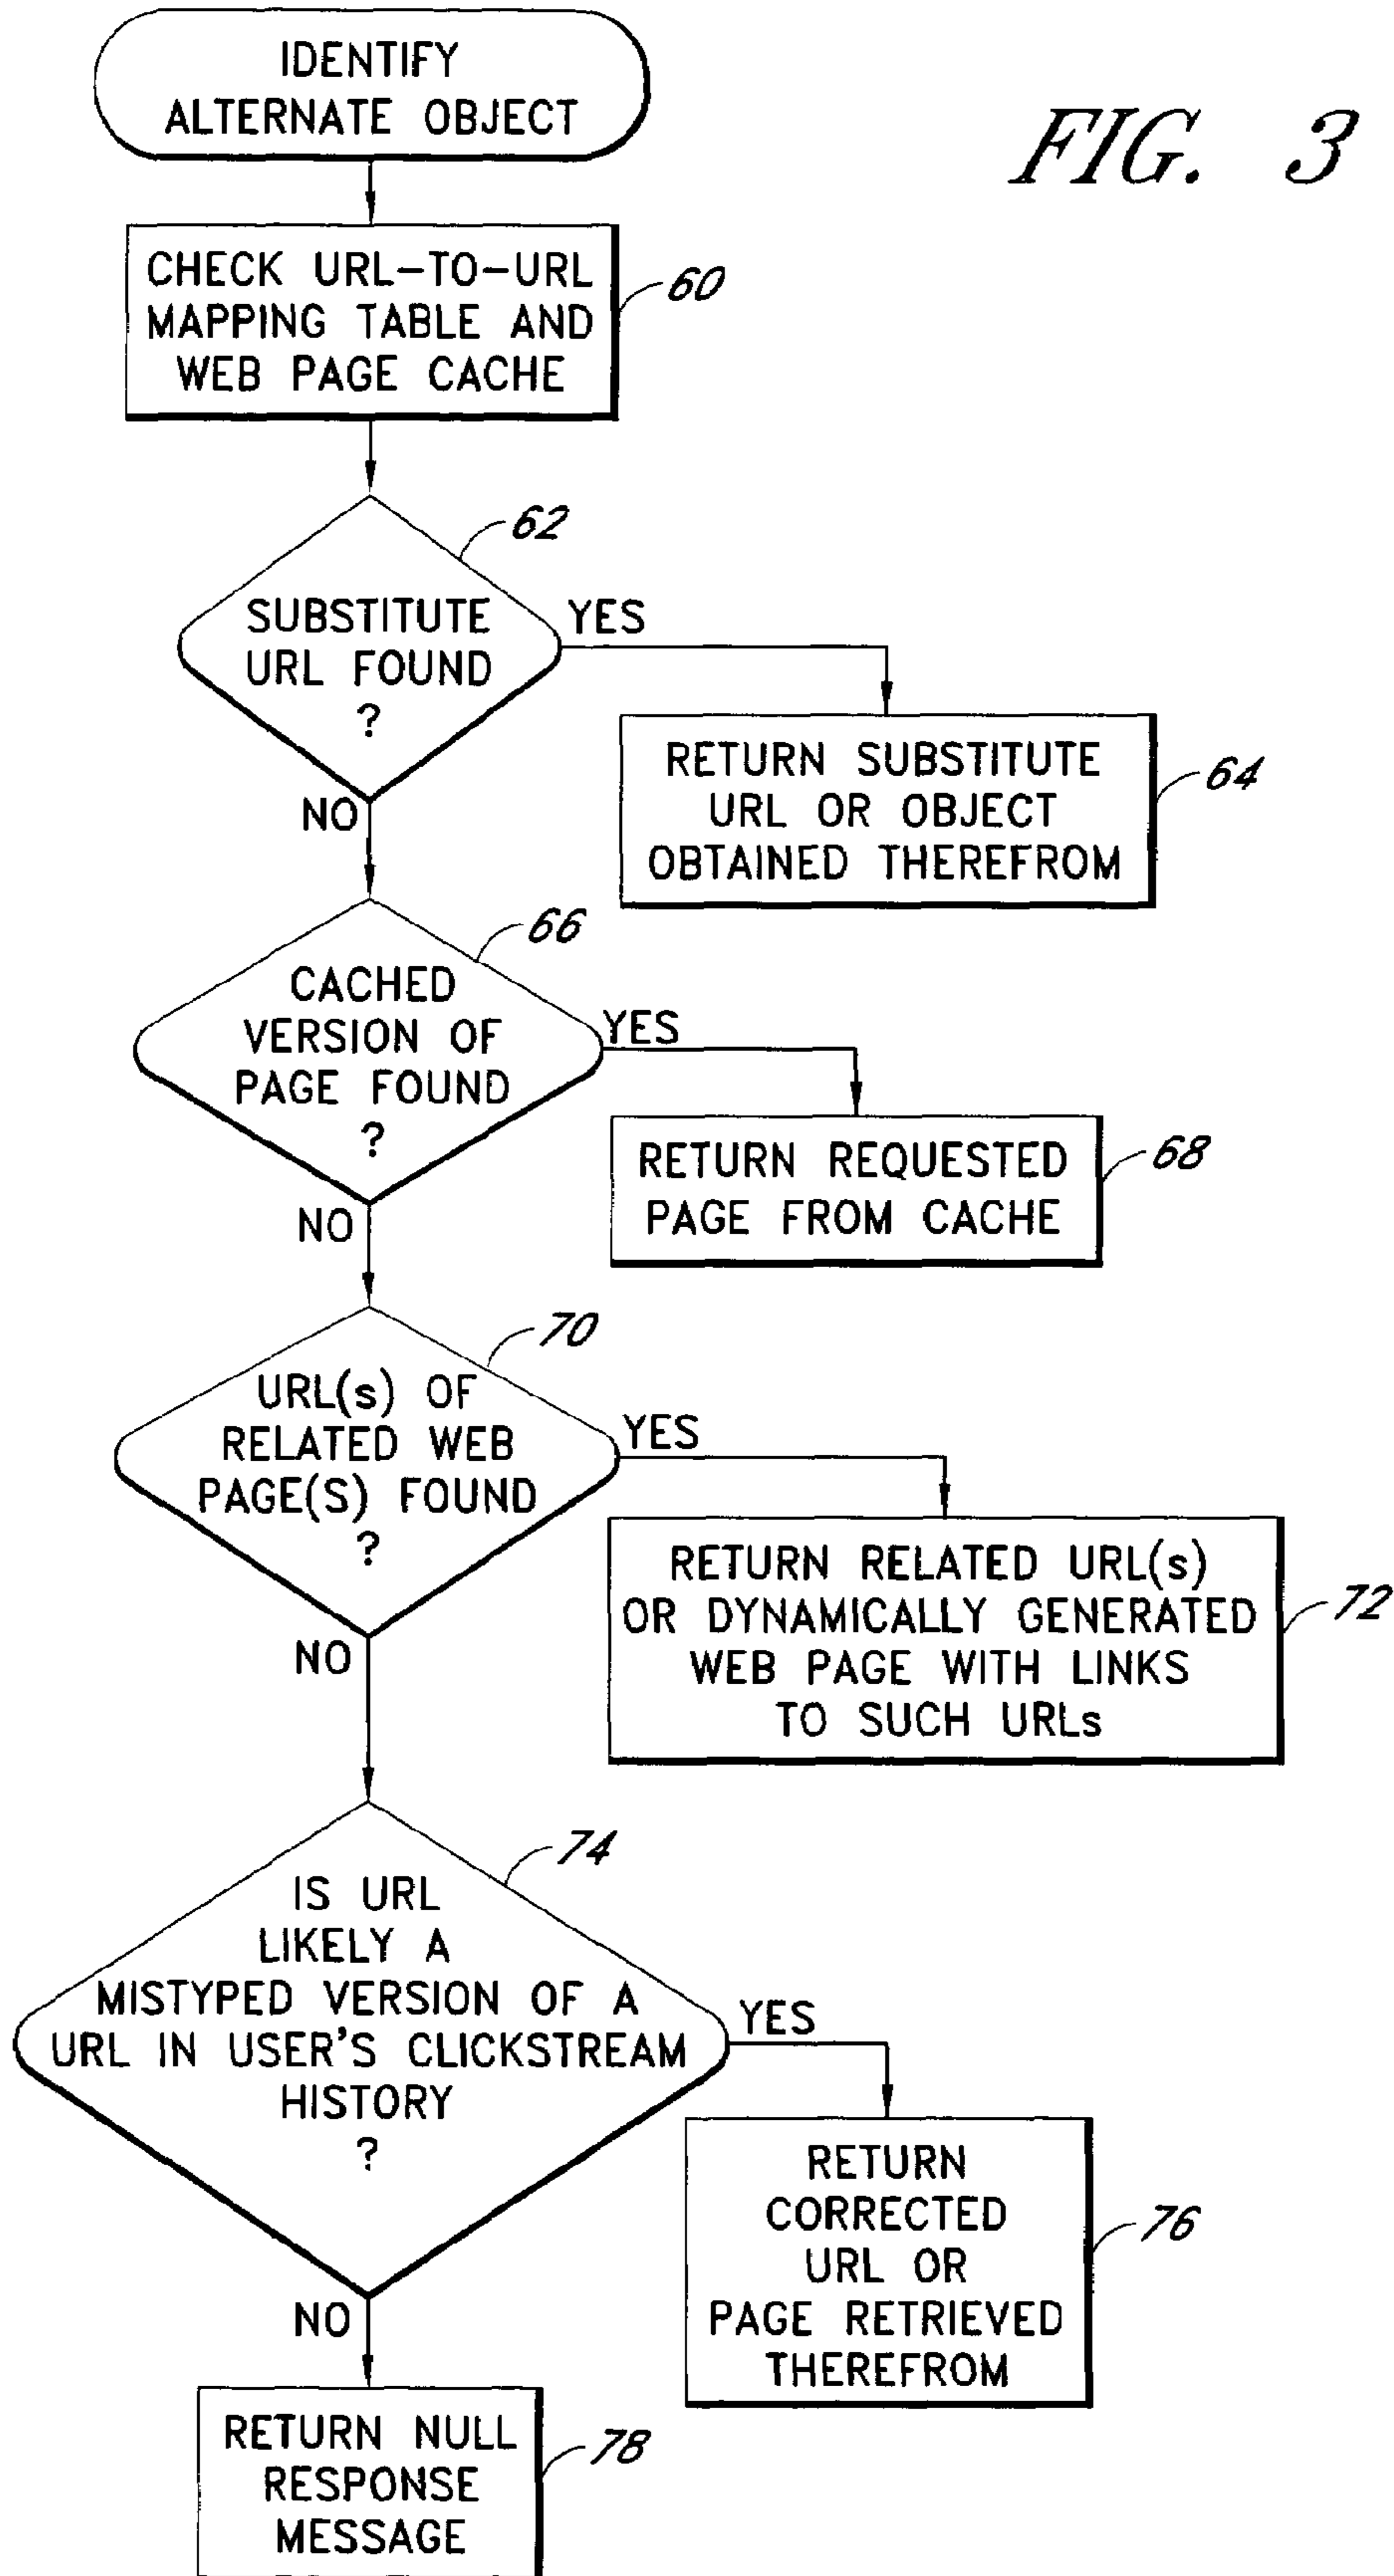 IDENTIFY
ALTERNATE OBJECT
FIG. 3
CHECK URL-TO-URL
MAPPING TABLE AND
WEB PAGE CACHE
60
62
SUBSTITUTE
URL FOUND
?
YES
NO
RETURN SUBSTITUTE
URL OR OBJECT
OBTAINED THEREFROM
64
66
CACHED
VERSION OF
PAGE FOUND
?
YES
NO
RETURN REQUESTED
PAGE FROM CACHE
68
70
URL(s) OF
RELATED WEB
PAGE(S) FOUND
?
YES
NO
RETURN RELATED URL(s)
OR DYNAMICALLY GENERATED
WEB PAGE WITH LINKS
TO SUCH URLs
72
74
IS URL
LIKELY A
MISTYPED VERSION OF A
URL IN USER'S CLICKSTREAM
HISTORY
?
YES
NO
RETURN
CORRECTED
URL OR
PAGE RETRIEVED
THEREFROM
76
RETURN NULL
RESPONSE
MESSAGE
78